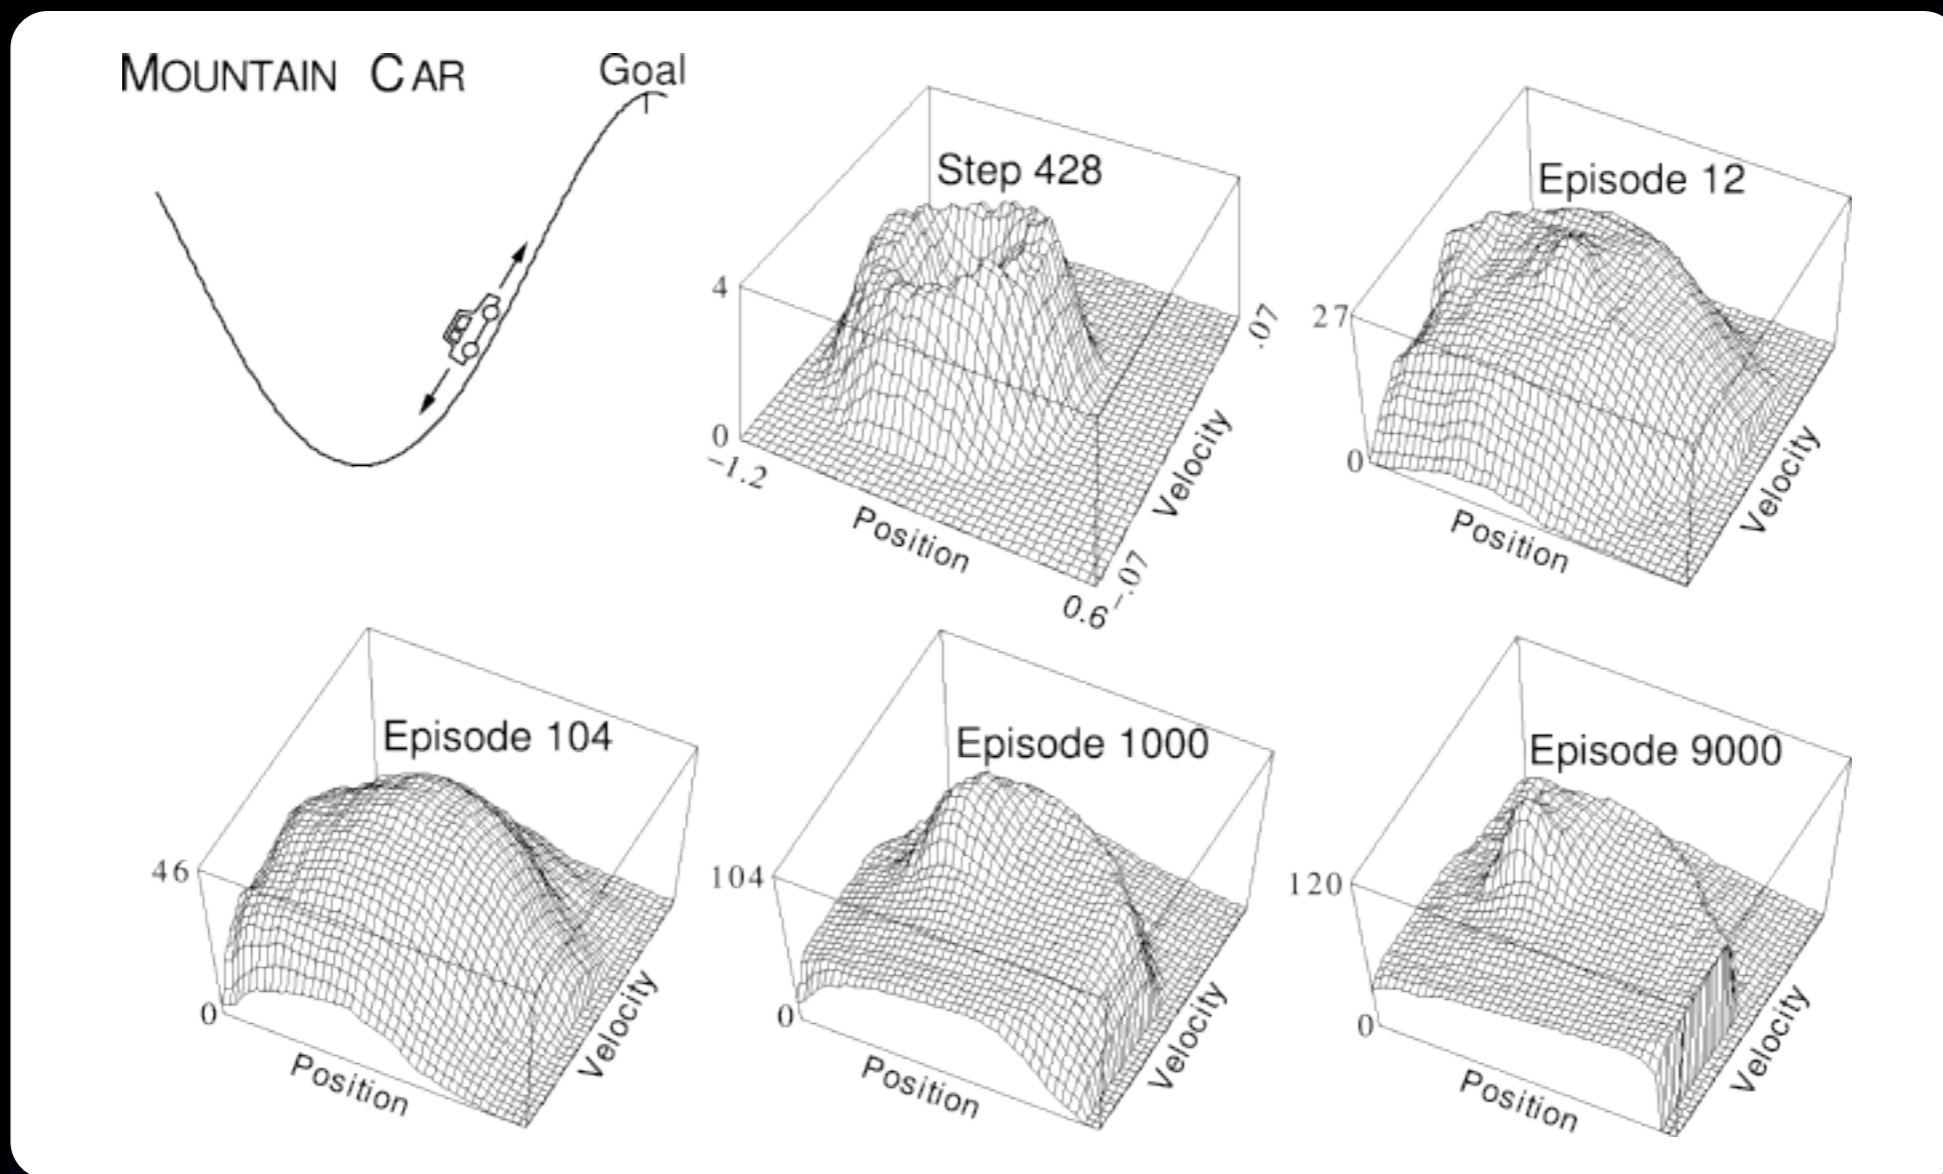 MOUNTAIN CAR
Goal
Step 428
4
0
−1.2
Position
0.6
−.07
Velocity
.07
Episode 12
27
0
Position
Velocity
Episode 104
46
0
Position
Velocity
Episode 1000
104
0
Position
Velocity
Episode 9000
120
0
Position
Velocity